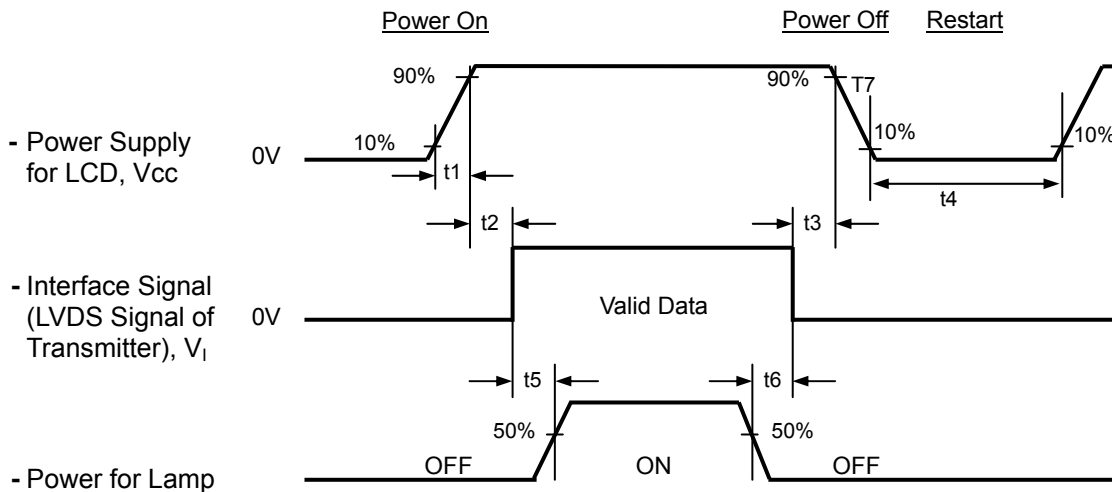 Power On
Power Off
Restart
90%
90%
T7
- Power Supply
for LCD, Vcc
0V
10%
10%
10%
t1
t4
t2
t3
- Interface Signal
(LVDS Signal of
Transmitter), VI
0V
Valid Data
t5
t6
50%
50%
- Power for Lamp
OFF
ON
OFF